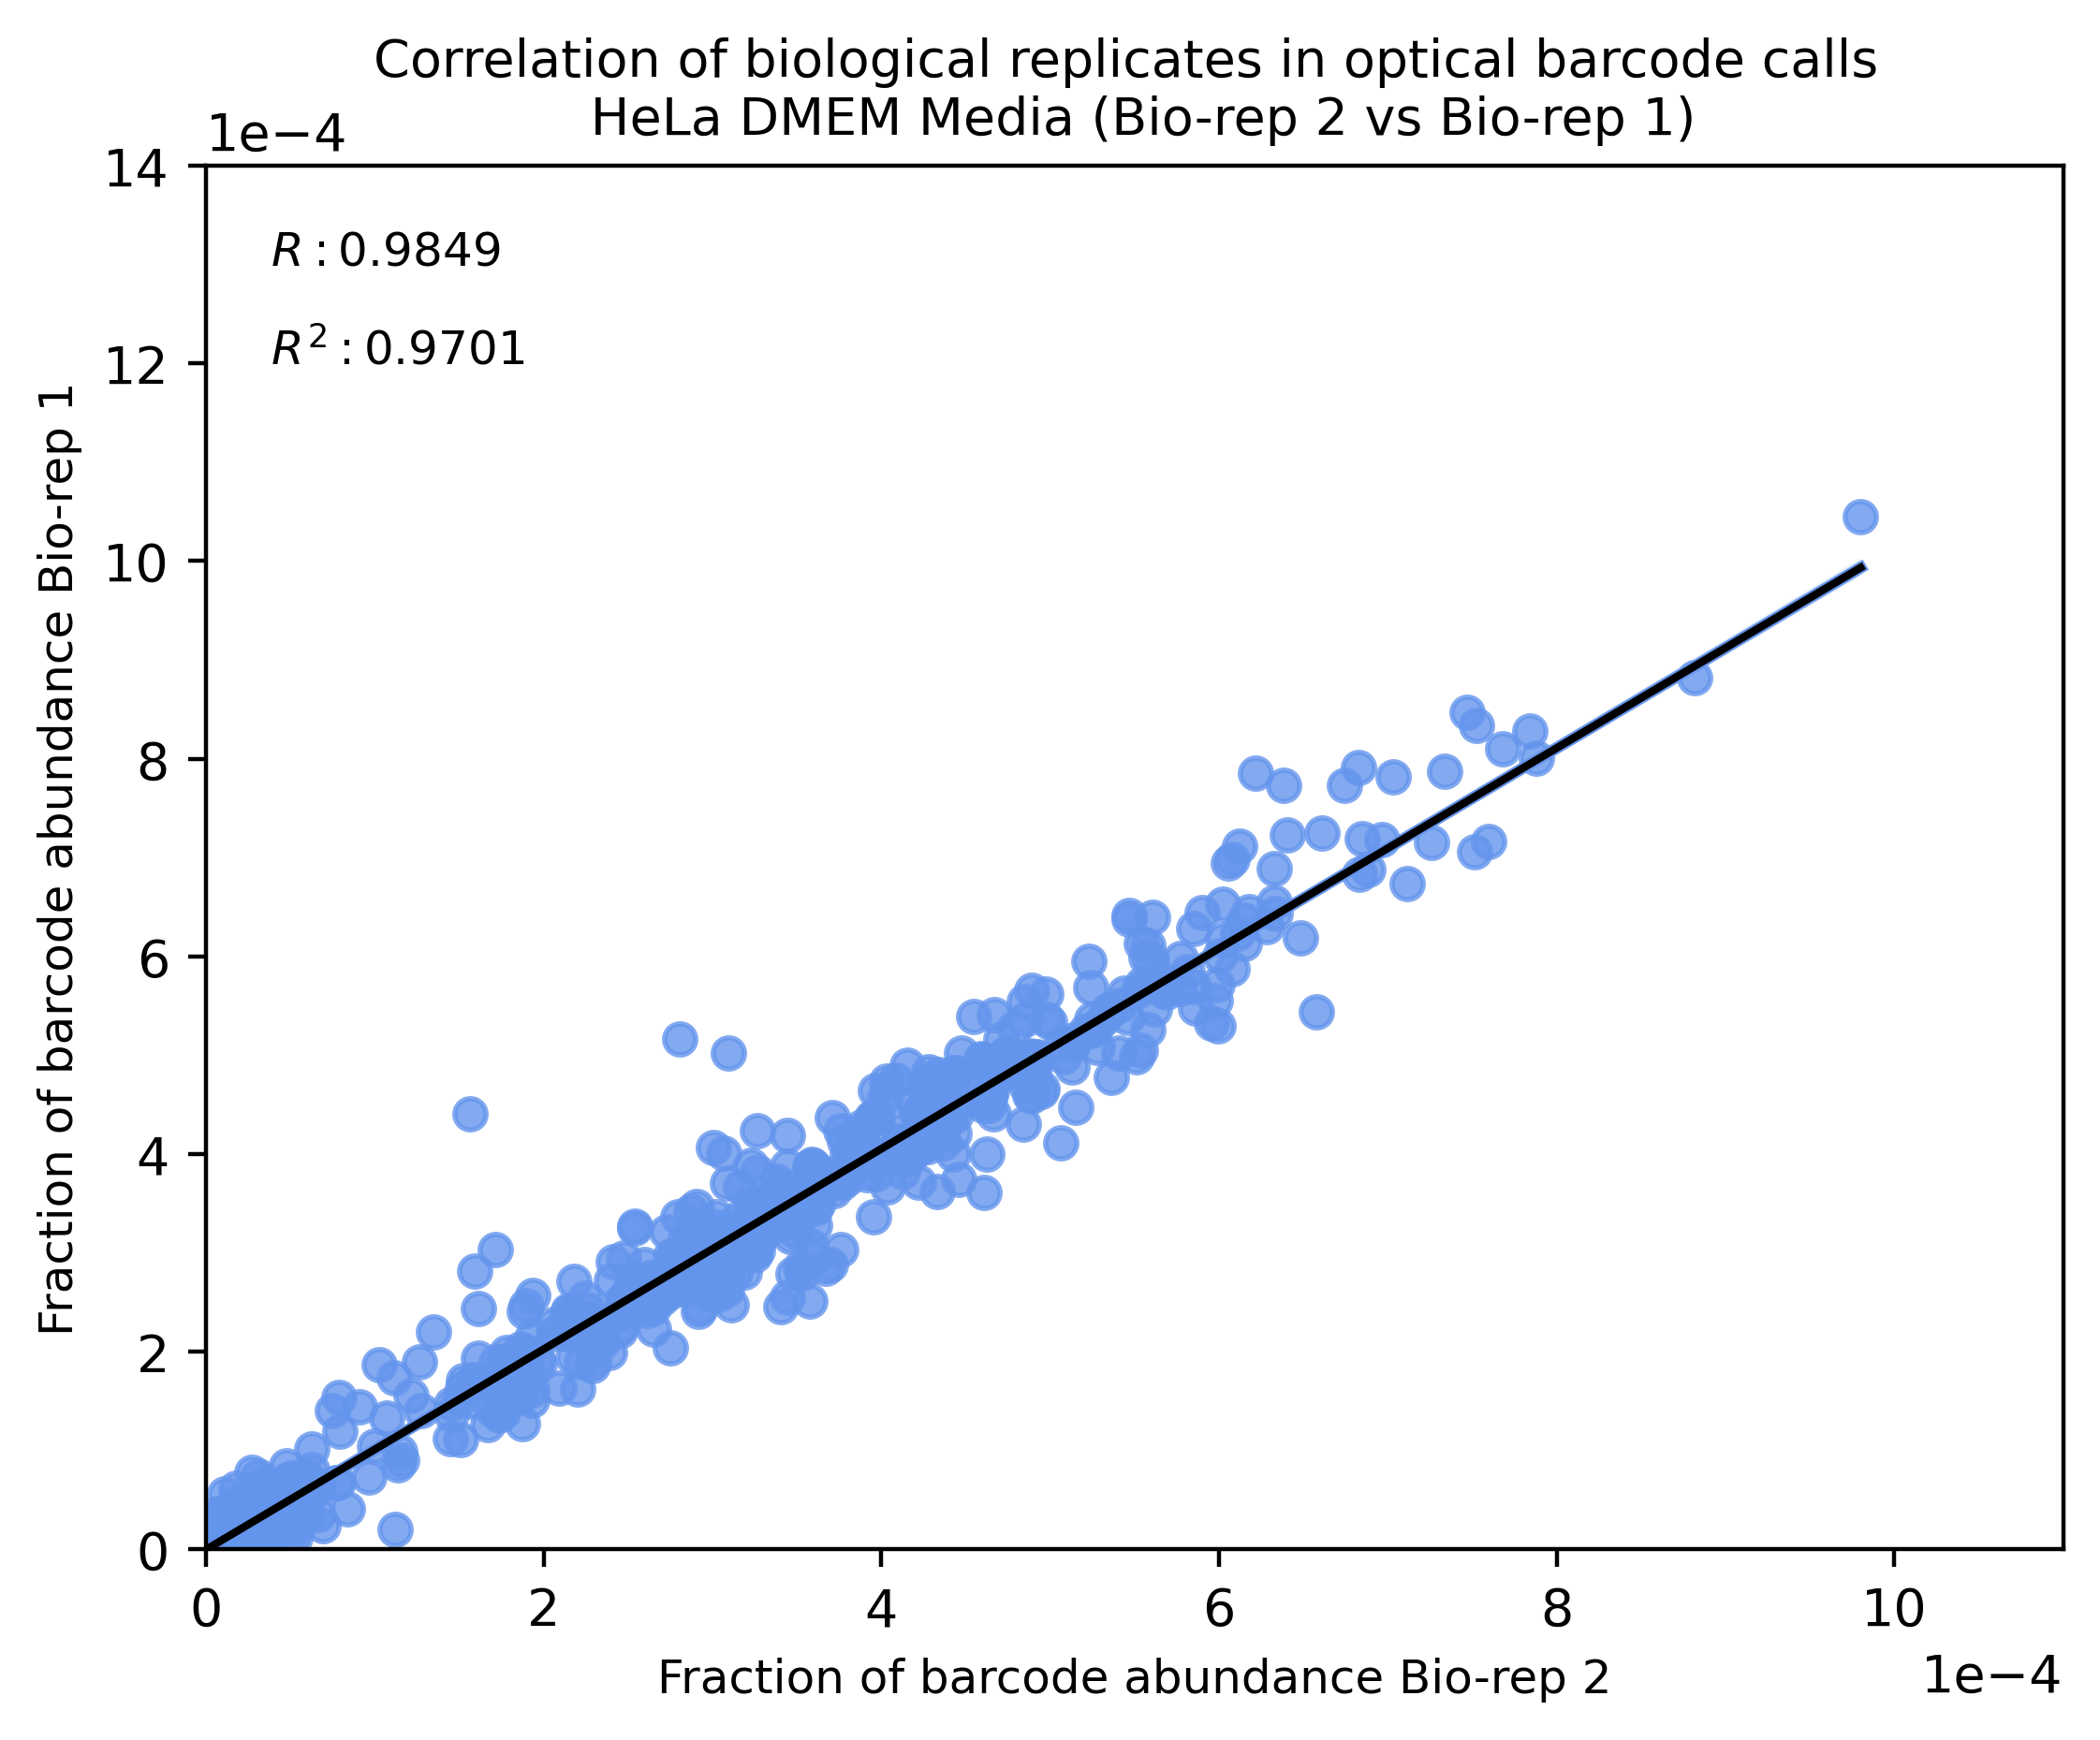 Correlation of biological replicates in optical barcode calls
HeLa DMEM Media (Bio-rep 2 vs Bio-rep 1)
1e−4
14
R : 0.9849
R² : 0.9701
12
10
8
6
4
2
0
Fraction of barcode abundance Bio-rep 1
0 2 4 6 8 10
Fraction of barcode abundance Bio-rep 2
1e−4